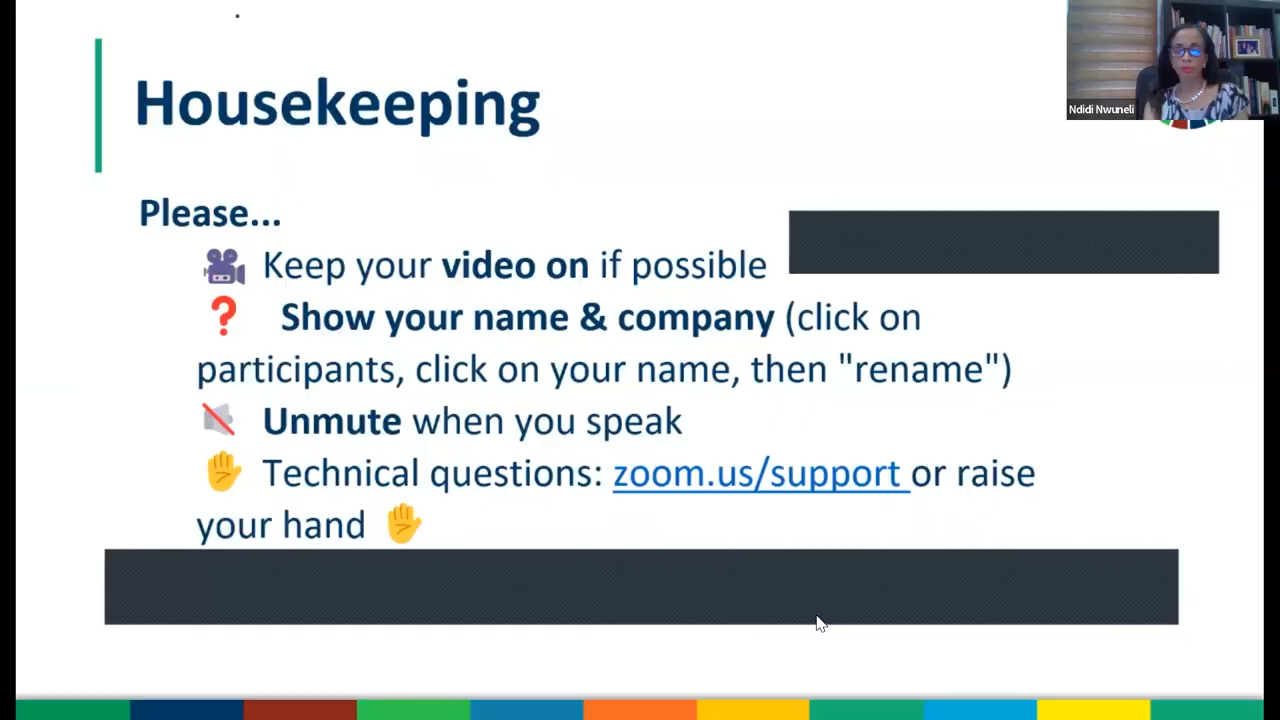 Housekeeping
Ndidi Nwuneli
Please...
Keep your video on if possible
Show your name & company (click on
participants, click on your name, then "rename")
Unmute when you speak
Technical questions: zoom.us/support or raise
your hand